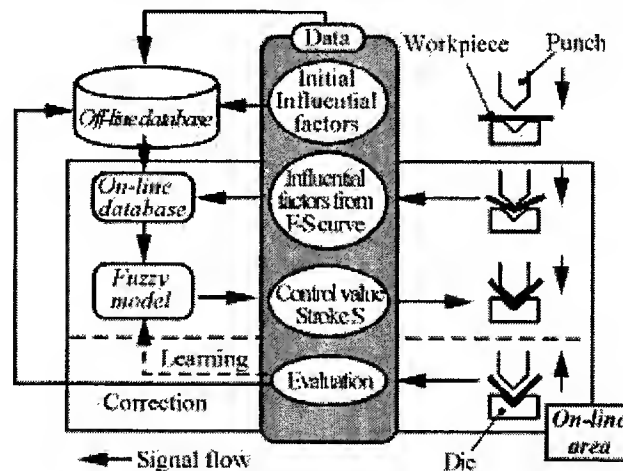 Data
Workpiece
Punch
Initial
Influential
factors
Off-line database
On-line
database
Influential
factors from
F-S curve
Fuzzy
model
Control value
Stroke S
Learning
Evaluation
Correction
On-line
area
Die
Signal flow